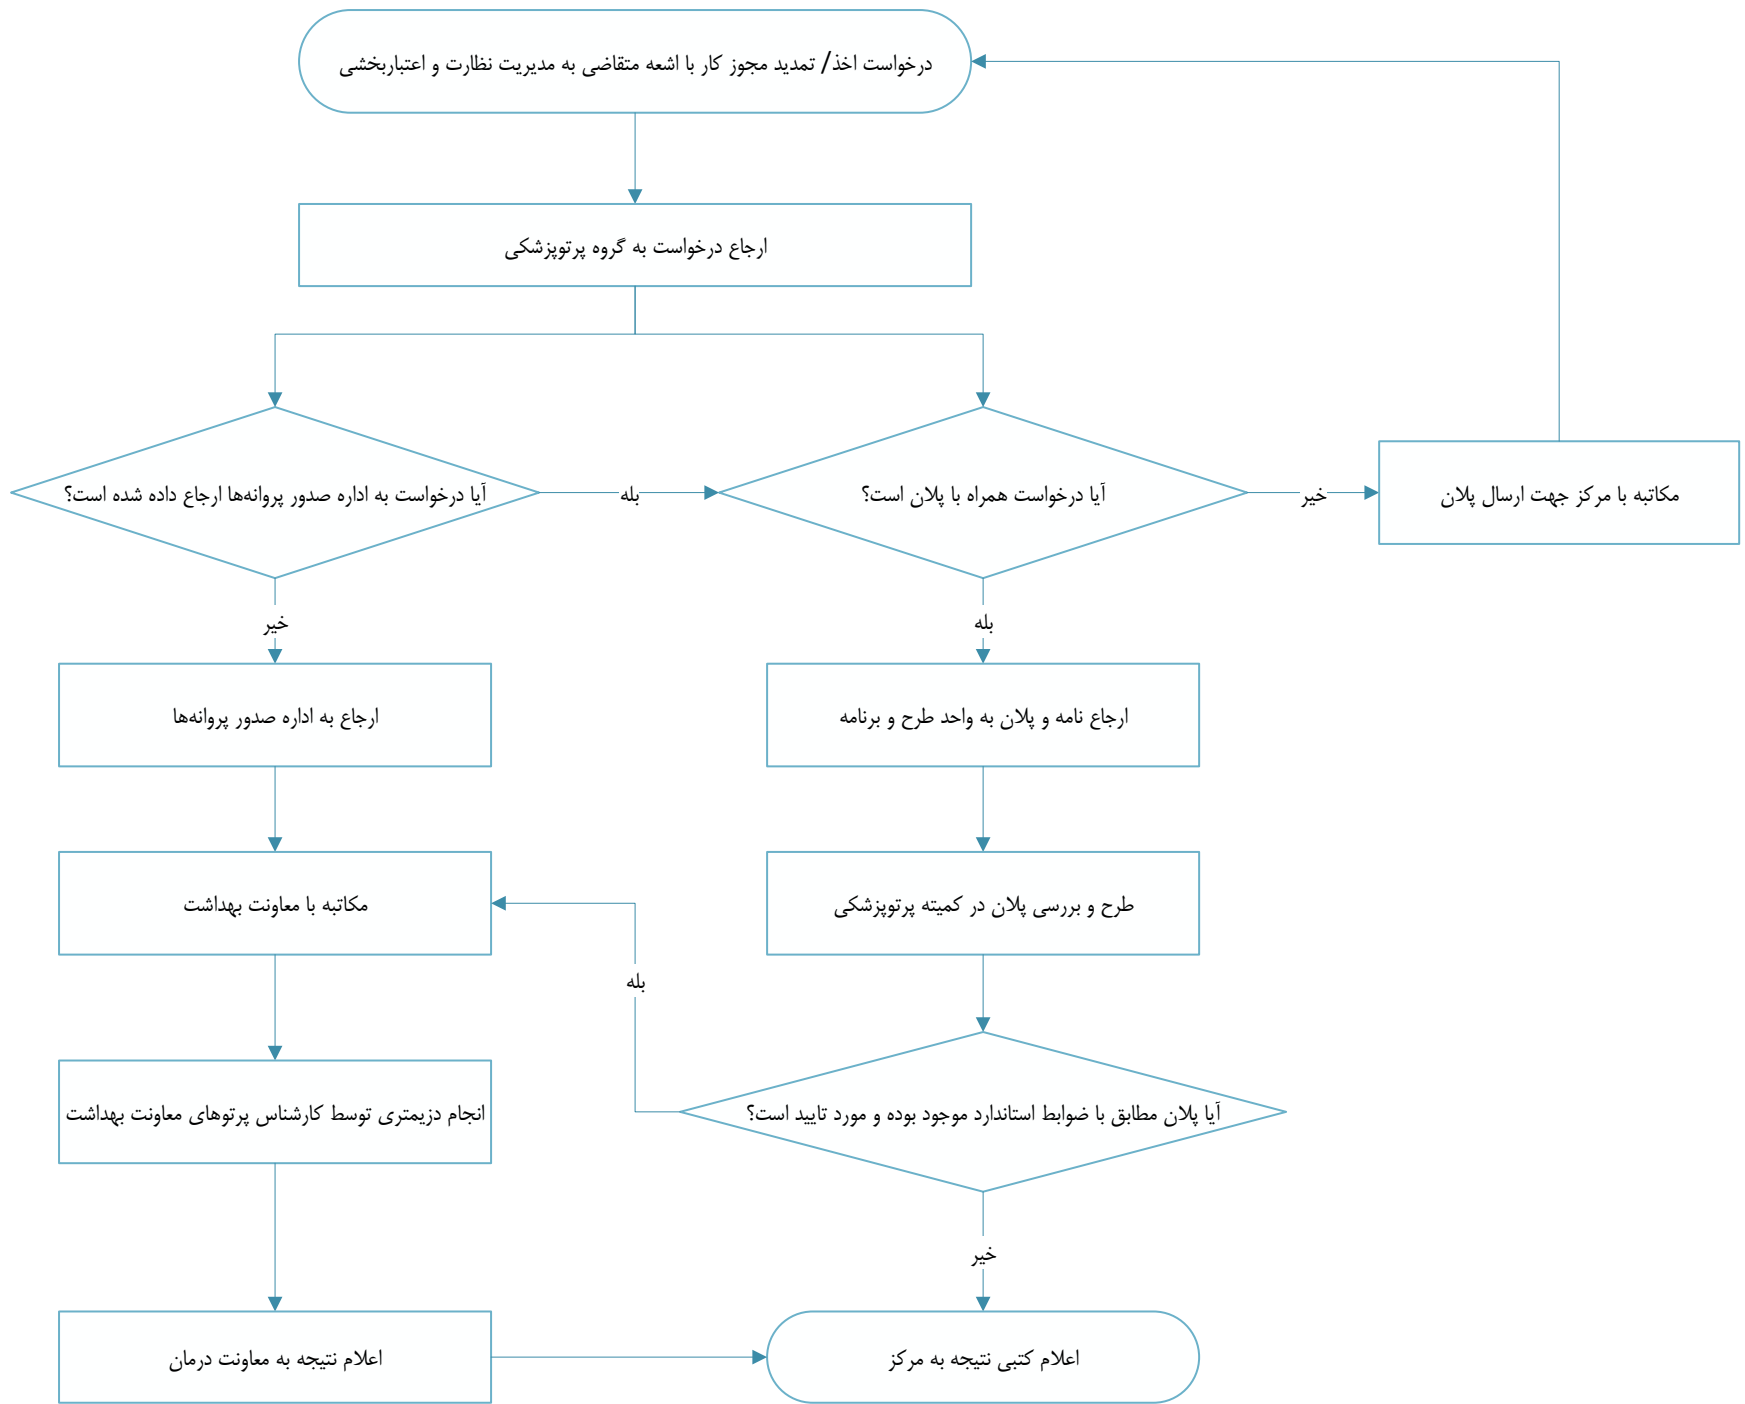 درخواست اخذ/ تمدید مجوز کار با اشعه متقاضی به مدیریت نظارت و اعتباربخشی
ارجاع درخواست به گروه پرتوپزشکی
آیا درخواست همراه با پلان است؟
آیا درخواست به اداره صدور پروانه‌ها ارجاع داده شده است؟
بله
خیر
مکاتبه با مرکز جهت ارسال پلان
بله
خیر
ارجاع نامه و پلان به واحد طرح و برنامه
ارجاع به اداره صدور پروانه‌ها
طرح و بررسی پلان در کمیته پرتوپزشکی
مکاتبه با معاونت بهداشت
بله
آیا پلان مطابق با ضوابط استاندارد موجود بوده و مورد تایید است؟
انجام دزیمتری توسط کارشناس پرتوهای معاونت بهداشت
خیر
اعلام نتیجه به معاونت درمان
اعلام کتبی نتیجه به مرکز